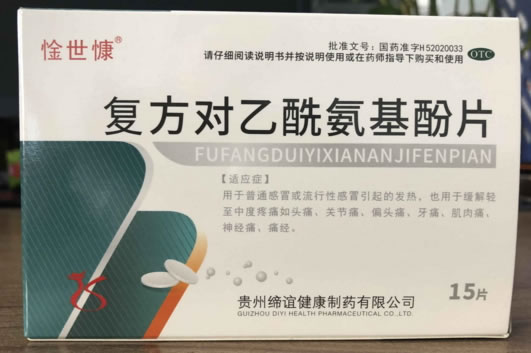 惍世慷®
批准文号：国药准字H52020033
请仔细阅读说明书并按说明使用或在药师指导下购买和使用
OTC
复方对乙酰氨基酚片
FUFANGDUIYIXIANANJIFENPIAN
【适应症】
用于普通感冒或流行性感冒引起的发热，也用于缓解轻
至中度疼痛如头痛、关节痛、偏头痛、牙痛、肌肉痛、
神经痛、痛经。
贵州缔谊健康制药有限公司
GUIZHOU DIYI HEALTH PHARMACEUTICAL CO.,LTD.
15片